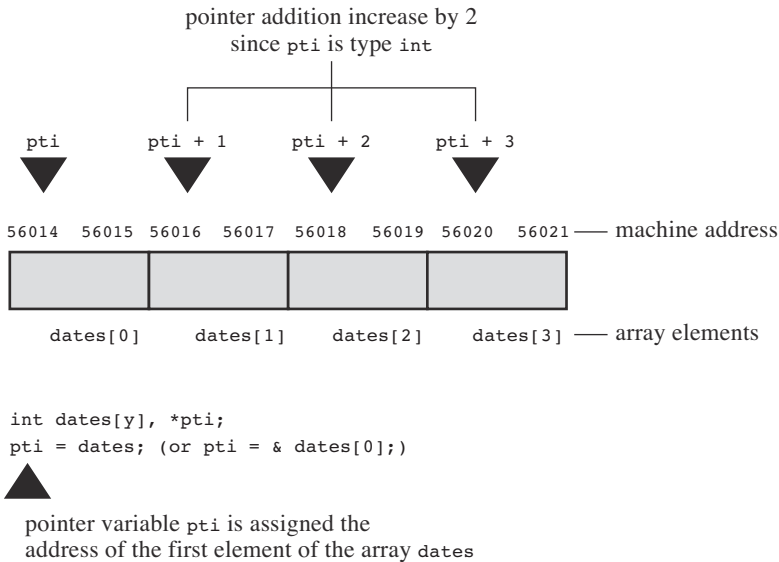 pointer addition increase by 2
since pti is type int
pti pti + 1 pti + 2 pti + 3
56014 56015 56016 56017 56018 56019 56020 56021 machine address
dates[0] dates[1] dates[2] dates[3] array elements
int dates[y], *pti;
pti = dates; (or pti = & dates[0];)
pointer variable pti is assigned the
address of the first element of the array dates